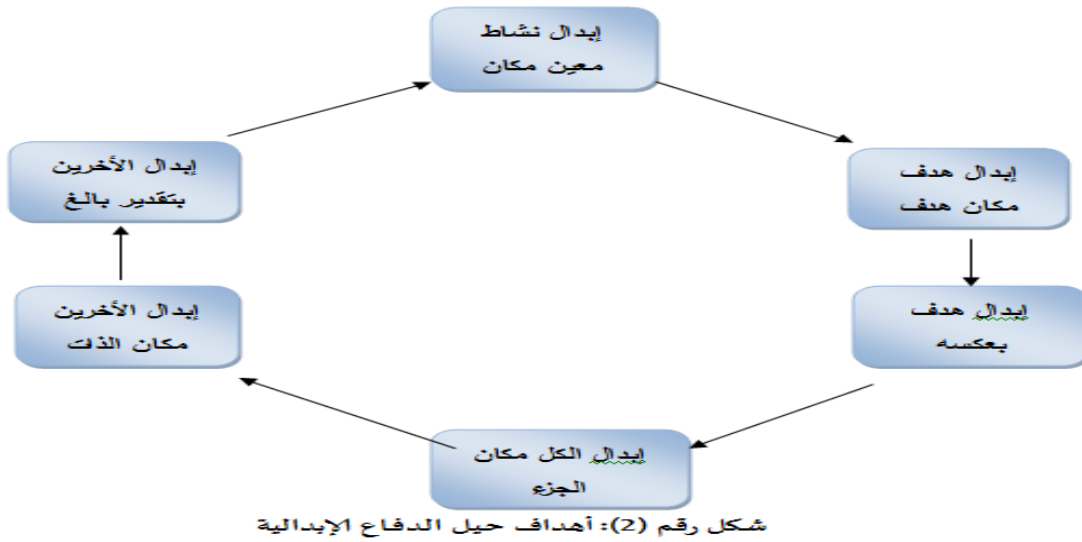 إبدال نشاط
معين مكان
إبدال هدف
مكان هدف
إبدال هدف
بعكسه
إبدال الكل مكان
الجزء
إبدال الأخرين
مكان الذات
إبدال الأخرين
بتقدير بالغ
شكل رقم (2): أهداف حيل الدفاع الإبدالية